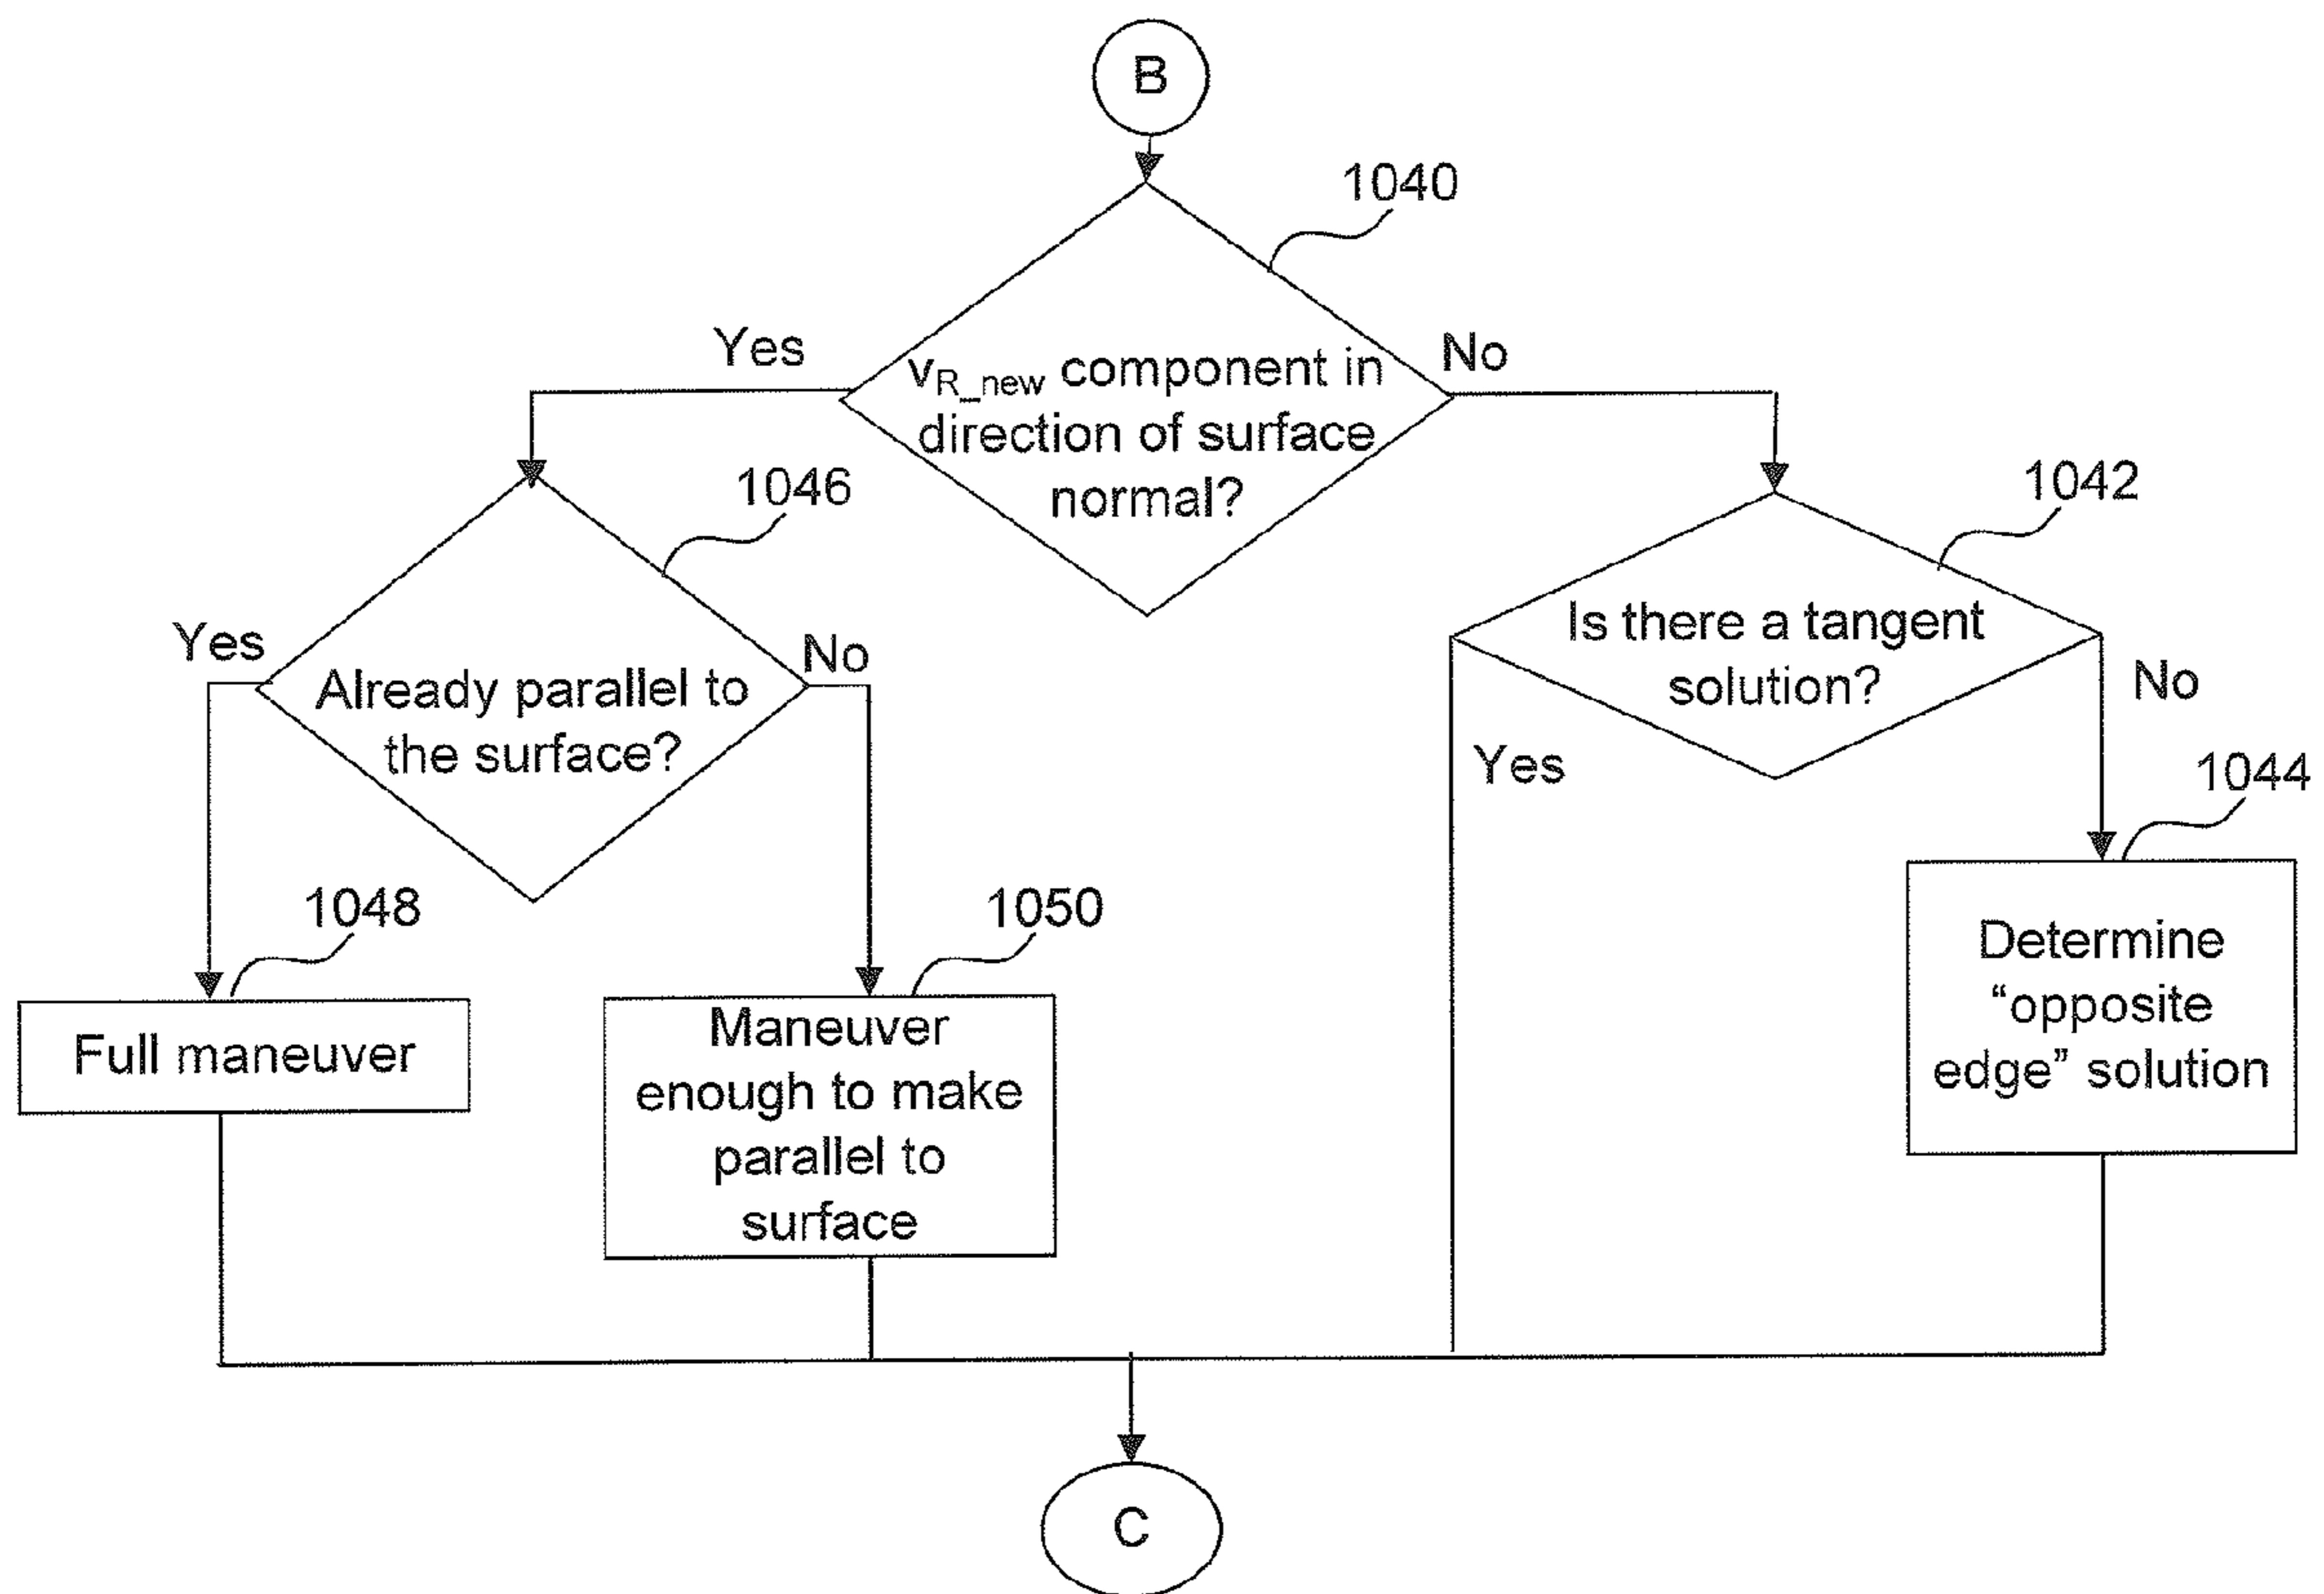 B
1040
Yes
No
v_R_new component in
direction of surface
normal?
1046
1042
Yes
No
Already parallel to
the surface?
Is there a tangent
solution?
No
Yes
1044
1048
1050
Full maneuver
Maneuver
enough to make
parallel to
surface
Determine
“opposite
edge” solution
C